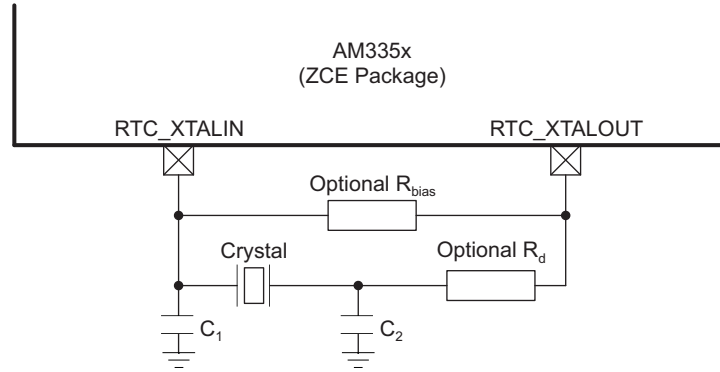 AM335x
(ZCE Package)
RTC_XTALIN
RTC_XTALOUT
Optional Rbias
Crystal
Optional Rd
C1
C2